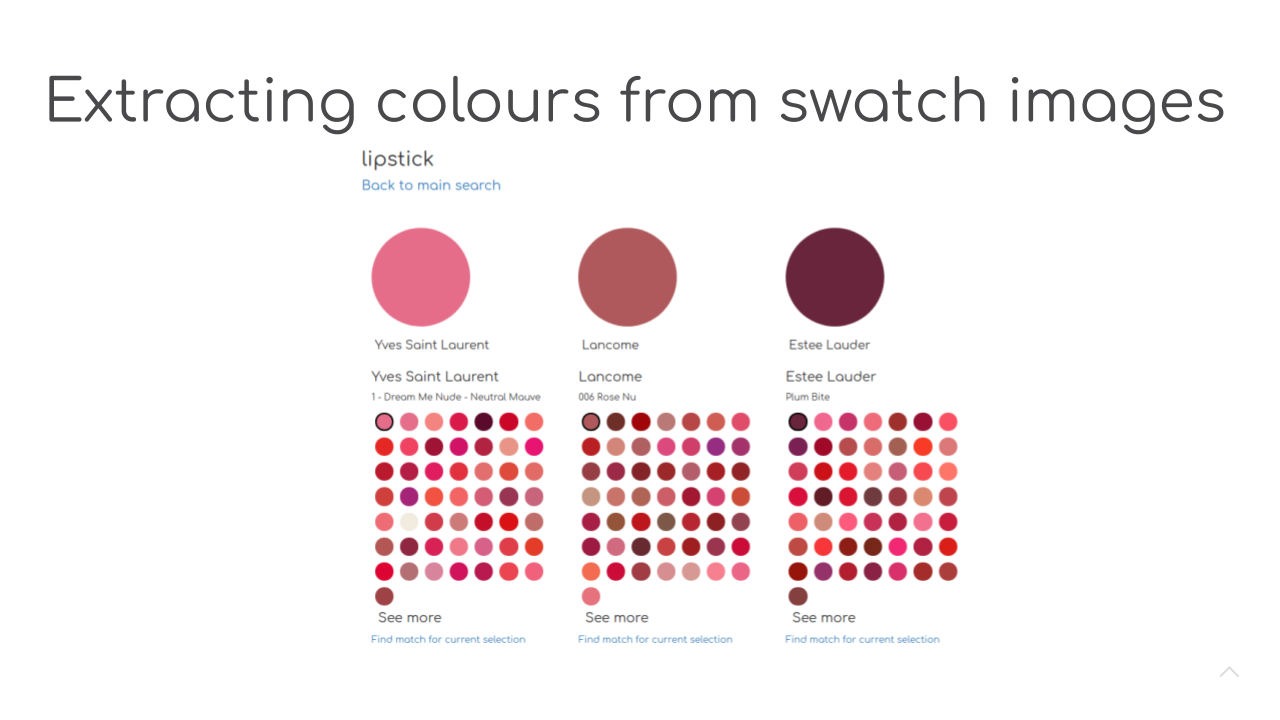 Extracting colours from swatch images
lipstick
Back to main search
Yves Saint Laurent
Lancome
Estee Lauder
Yves Saint Laurent
1 - Dream Me Nude - Neutral Mauve
Lancome
006 Rose Nu
Estee Lauder
Plum Bite
See more
Find match for current selection
See more
Find match for current selection
See more
Find match for current selection